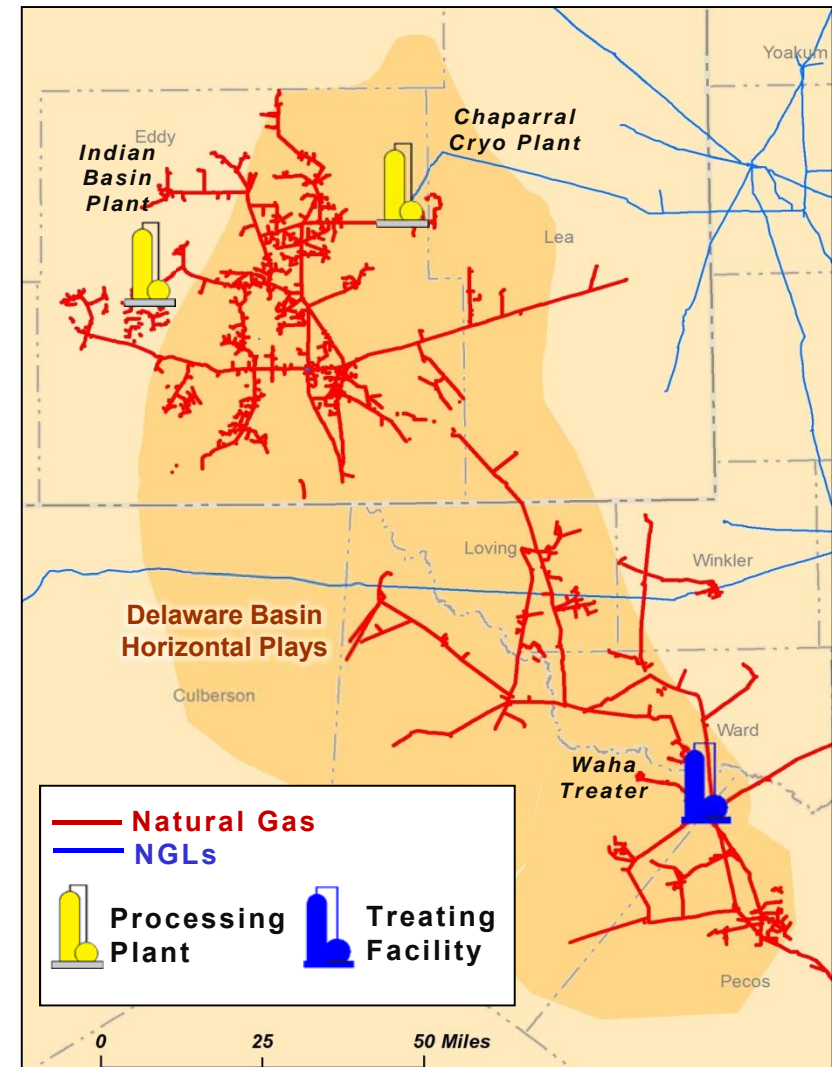 Yoakum
Chaparral
Cryo Plant
Eddy
Indian
Basin
Plant
Lea
Loving
Winkler
Delaware Basin
Horizontal Plays
Culberson
Ward
Waha
Treater
Natural Gas
NGLs
Processing
Plant
Treating
Facility
Pecos
0 25 50 Miles